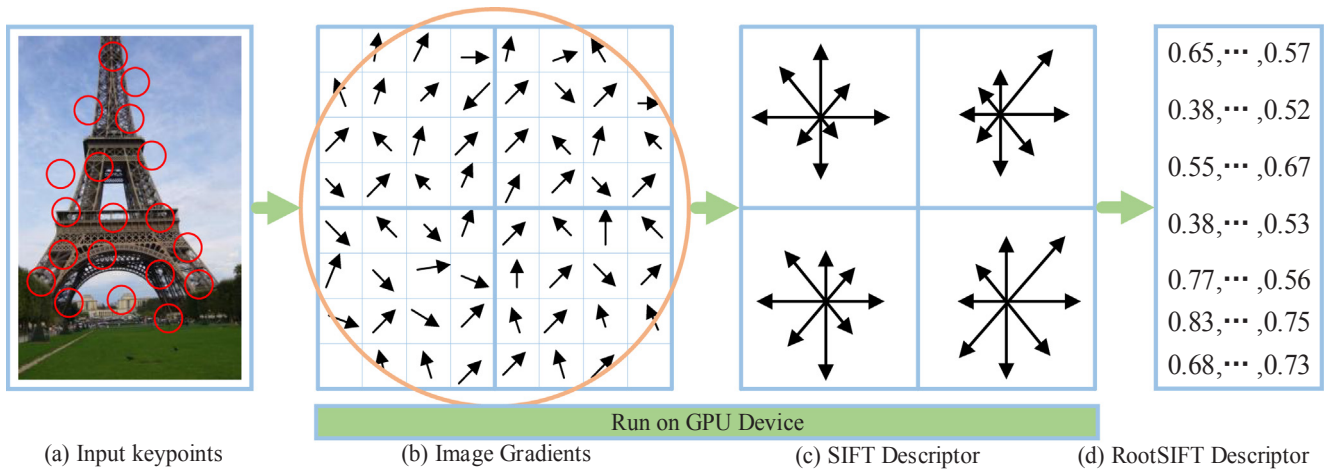 0.65,··· ,0.57
0.38,··· ,0.52
0.55,··· ,0.67
0.38,··· ,0.53
0.77,··· ,0.56
0.83,··· ,0.75
0.68,··· ,0.73
Run on GPU Device
(a) Input keypoints
(b) Image Gradients
(c) SIFT Descriptor
(d) RootSIFT Descriptor